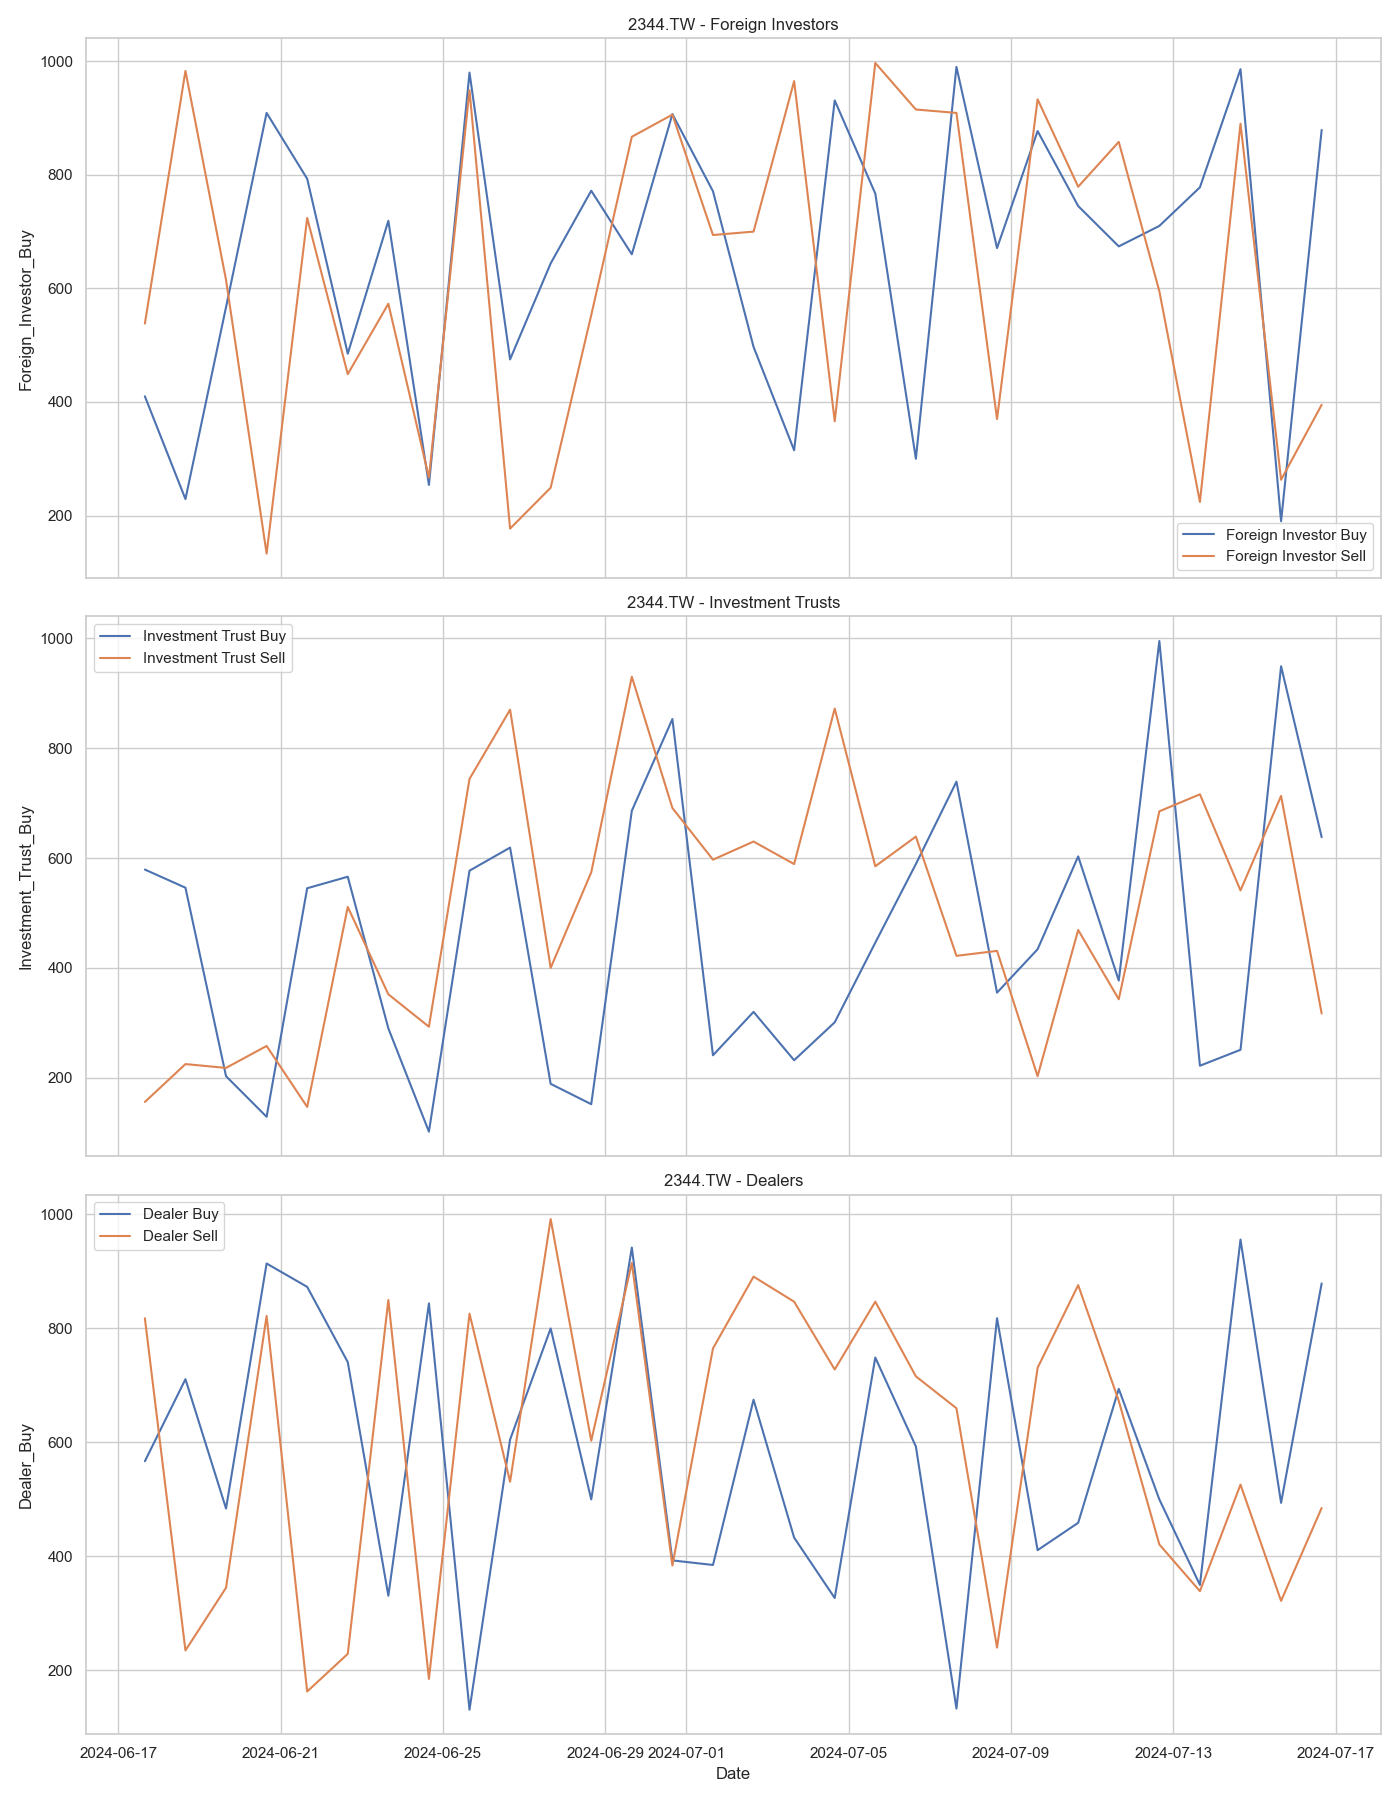 2344.TW - Foreign Investors
Foreign_Investor_Buy
1000
800
600
400
200
Foreign Investor Buy
Foreign Investor Sell
2344.TW - Investment Trusts
Investment_Trust_Buy
1000
800
600
400
200
Investment Trust Buy
Investment Trust Sell
2344.TW - Dealers
Dealer_Buy
1000
800
600
400
200
Dealer Buy
Dealer Sell
2024-06-17 2024-06-21 2024-06-25 2024-06-29 2024-07-01 2024-07-05 2024-07-09 2024-07-13 2024-07-17
Date